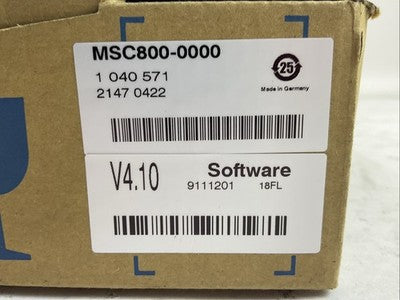 MSC800-0000
1 040 571
2147 0422
25
Made in Germany
V4.10 Software
9111201 18FL